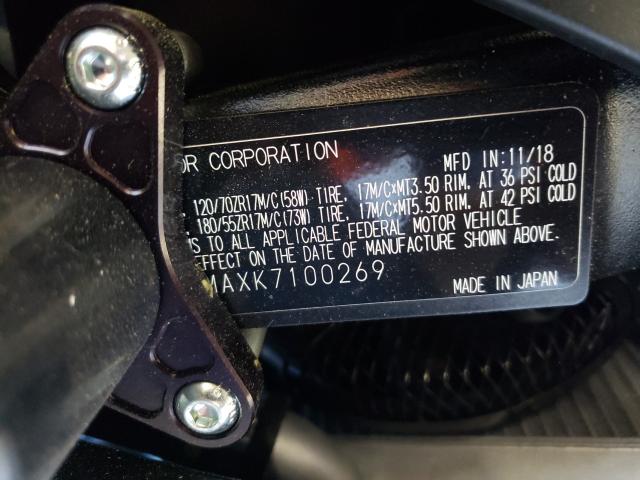 OR CORPORATION MFD IN:11/18
120/70ZR17M/C(58W) TIRE, 17M/CxMT3.50 RIM, AT 36 PSI COLD
180/55ZR17M/C(73W) TIRE, 17M/CxMT5.50 RIM, AT 42 PSI COLD
S TO ALL APPLICABLE FEDERAL MOTOR VEHICLE
EFFECT ON THE DATE OF MANUFACTURE SHOWN ABOVE.
MAXK7100269 MADE IN JAPAN